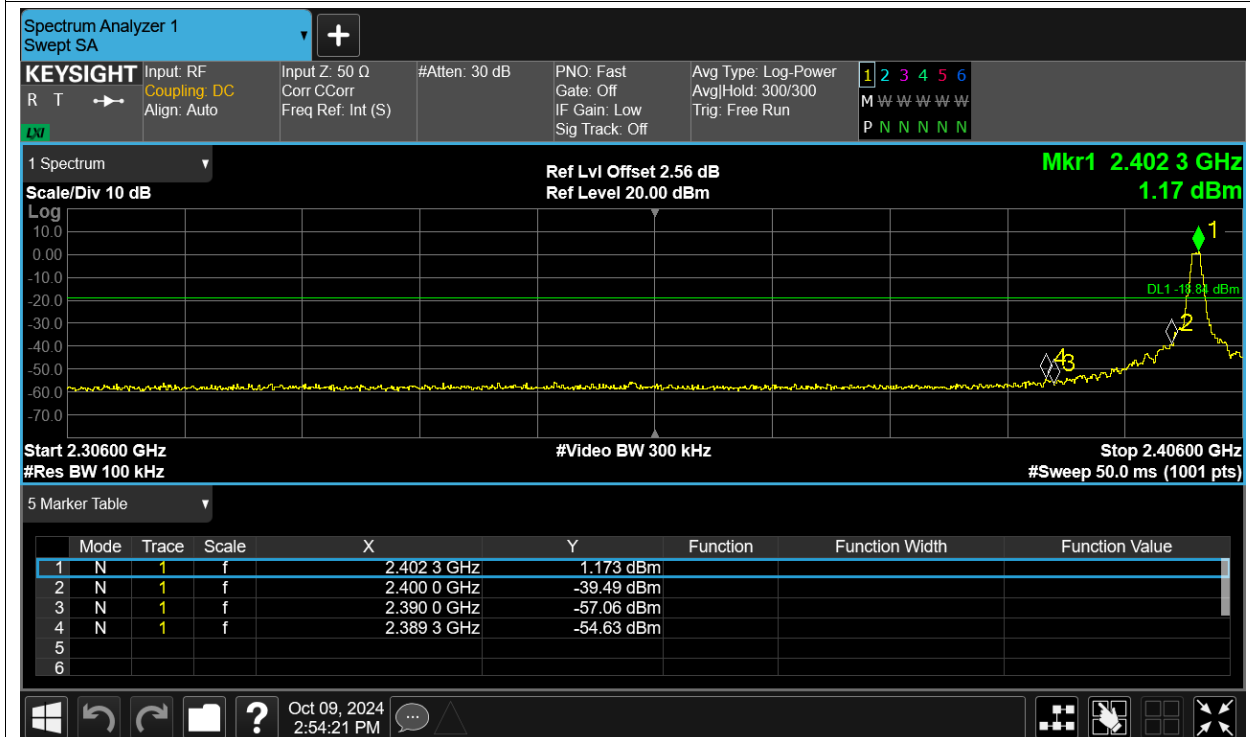 Spectrum Analyzer 1
Swept SA
KEYSIGHT
R T
LXI
Input: RF
Coupling: DC
Align: Auto
Input Z: 50 Ω
Corr CCorr
Freq Ref: Int (S)
#Atten: 30 dB
PNO: Fast
Gate: Off
IF Gain: Low
Sig Track: Off
Avg Type: Log-Power
Avg|Hold: 300/300
Trig: Free Run
1 2 3 4 5 6
M W W W W W
P N N N N N
1 Spectrum
Scale/Div 10 dB
Log
Ref Lvl Offset 2.56 dB
Ref Level 20.00 dBm
Mkr1 2.402 3 GHz
1.17 dBm
10.0
0.00
-10.0
-20.0
-30.0
-40.0
-50.0
-60.0
-70.0
1
DL1 -18.84 dBm
2
4
3
Start 2.30600 GHz
#Res BW 100 kHz
#Video BW 300 kHz
Stop 2.40600 GHz
#Sweep 50.0 ms (1001 pts)
5 Marker Table
Mode Trace Scale X Y Function Function Width Function Value
1 N 1 f 2.402 3 GHz 1.173 dBm
2 N 1 f 2.400 0 GHz -39.49 dBm
3 N 1 f 2.390 0 GHz -57.06 dBm
4 N 1 f 2.389 3 GHz -54.63 dBm
5
6
?
Oct 09, 2024
2:54:21 PM